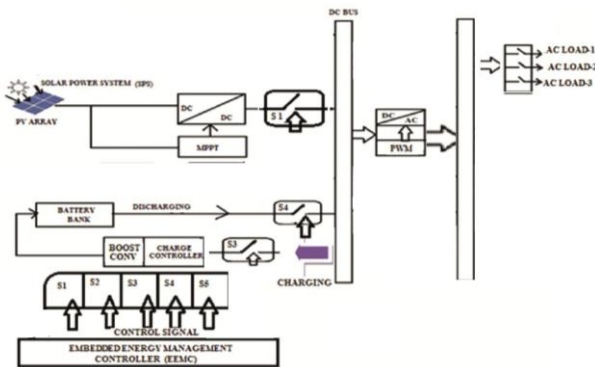 DC BUS
SOLAR POWER SYSTEM (SPS)
PV ARRAY
DC
DC
S1
MPPT
DC
AC
PWM
AC LOAD-1
AC LOAD-2
AC LOAD-3
BATTERY
BANK
DISCHARGING
S4
BOOST
CONV
CHARGE
CONTROLLER
S3
CHARGING
S1
S2
S3
S4
S5
CONTROL SIGNAL
EMBEDDED ENERGY MANAGEMENT
CONTROLLER (EEMC)